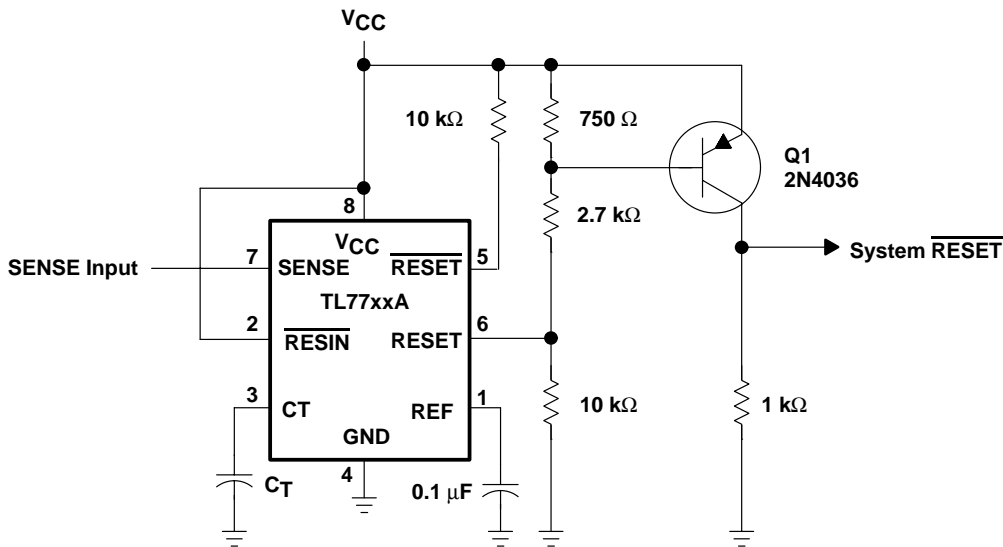 VCC
10 kΩ
750 Ω
Q1
2N4036
2.7 kΩ
8
VCC
SENSE Input
7
SENSE
RESET
5
System RESET
TL77xxA
2
RESIN
RESET
6
3
CT
REF
1
10 kΩ
1 kΩ
GND
4
CT
0.1 μF